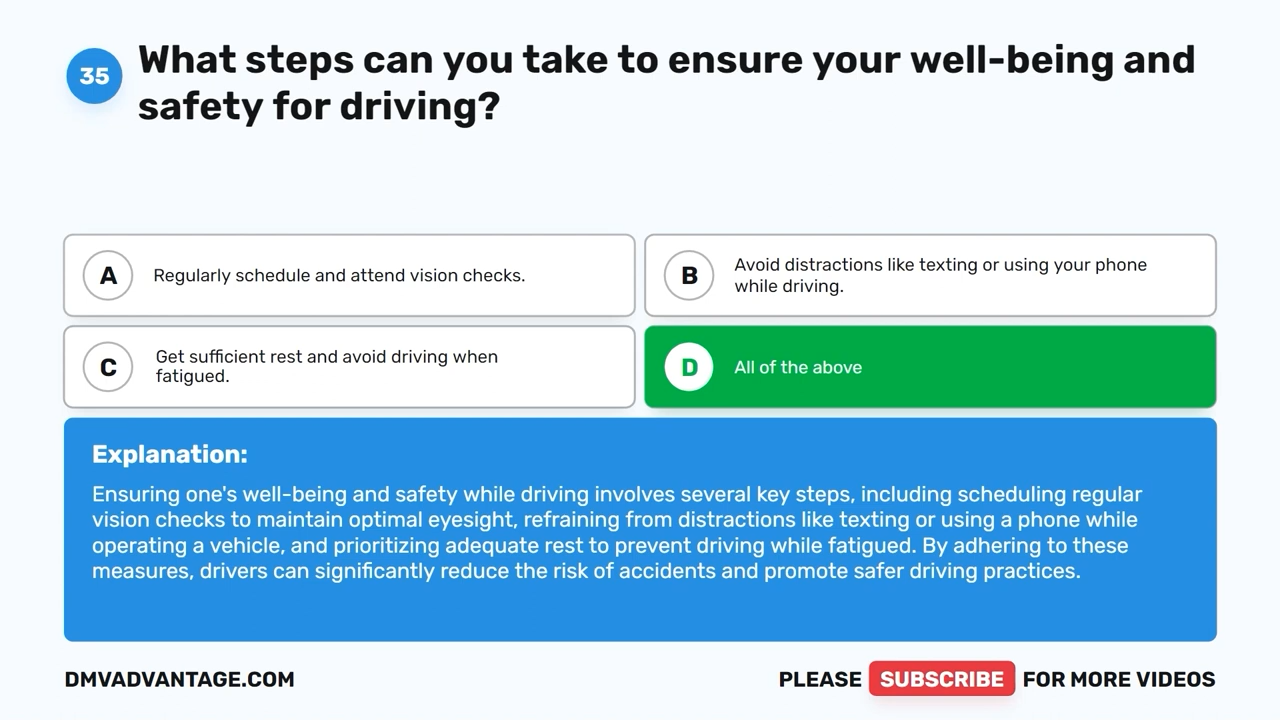 35
What steps can you take to ensure your well-being and
safety for driving?
A
Regularly schedule and attend vision checks.
B
Avoid distractions like texting or using your phone
while driving.
C
Get sufficient rest and avoid driving when
fatigued.
D
All of the above
Explanation:
Ensuring one's well-being and safety while driving involves several key steps, including scheduling regular
vision checks to maintain optimal eyesight, refraining from distractions like texting or using a phone while
operating a vehicle, and prioritizing adequate rest to prevent driving while fatigued. By adhering to these
measures, drivers can significantly reduce the risk of accidents and promote safer driving practices.
DMVADVANTAGE.COM
PLEASE SUBSCRIBE FOR MORE VIDEOS